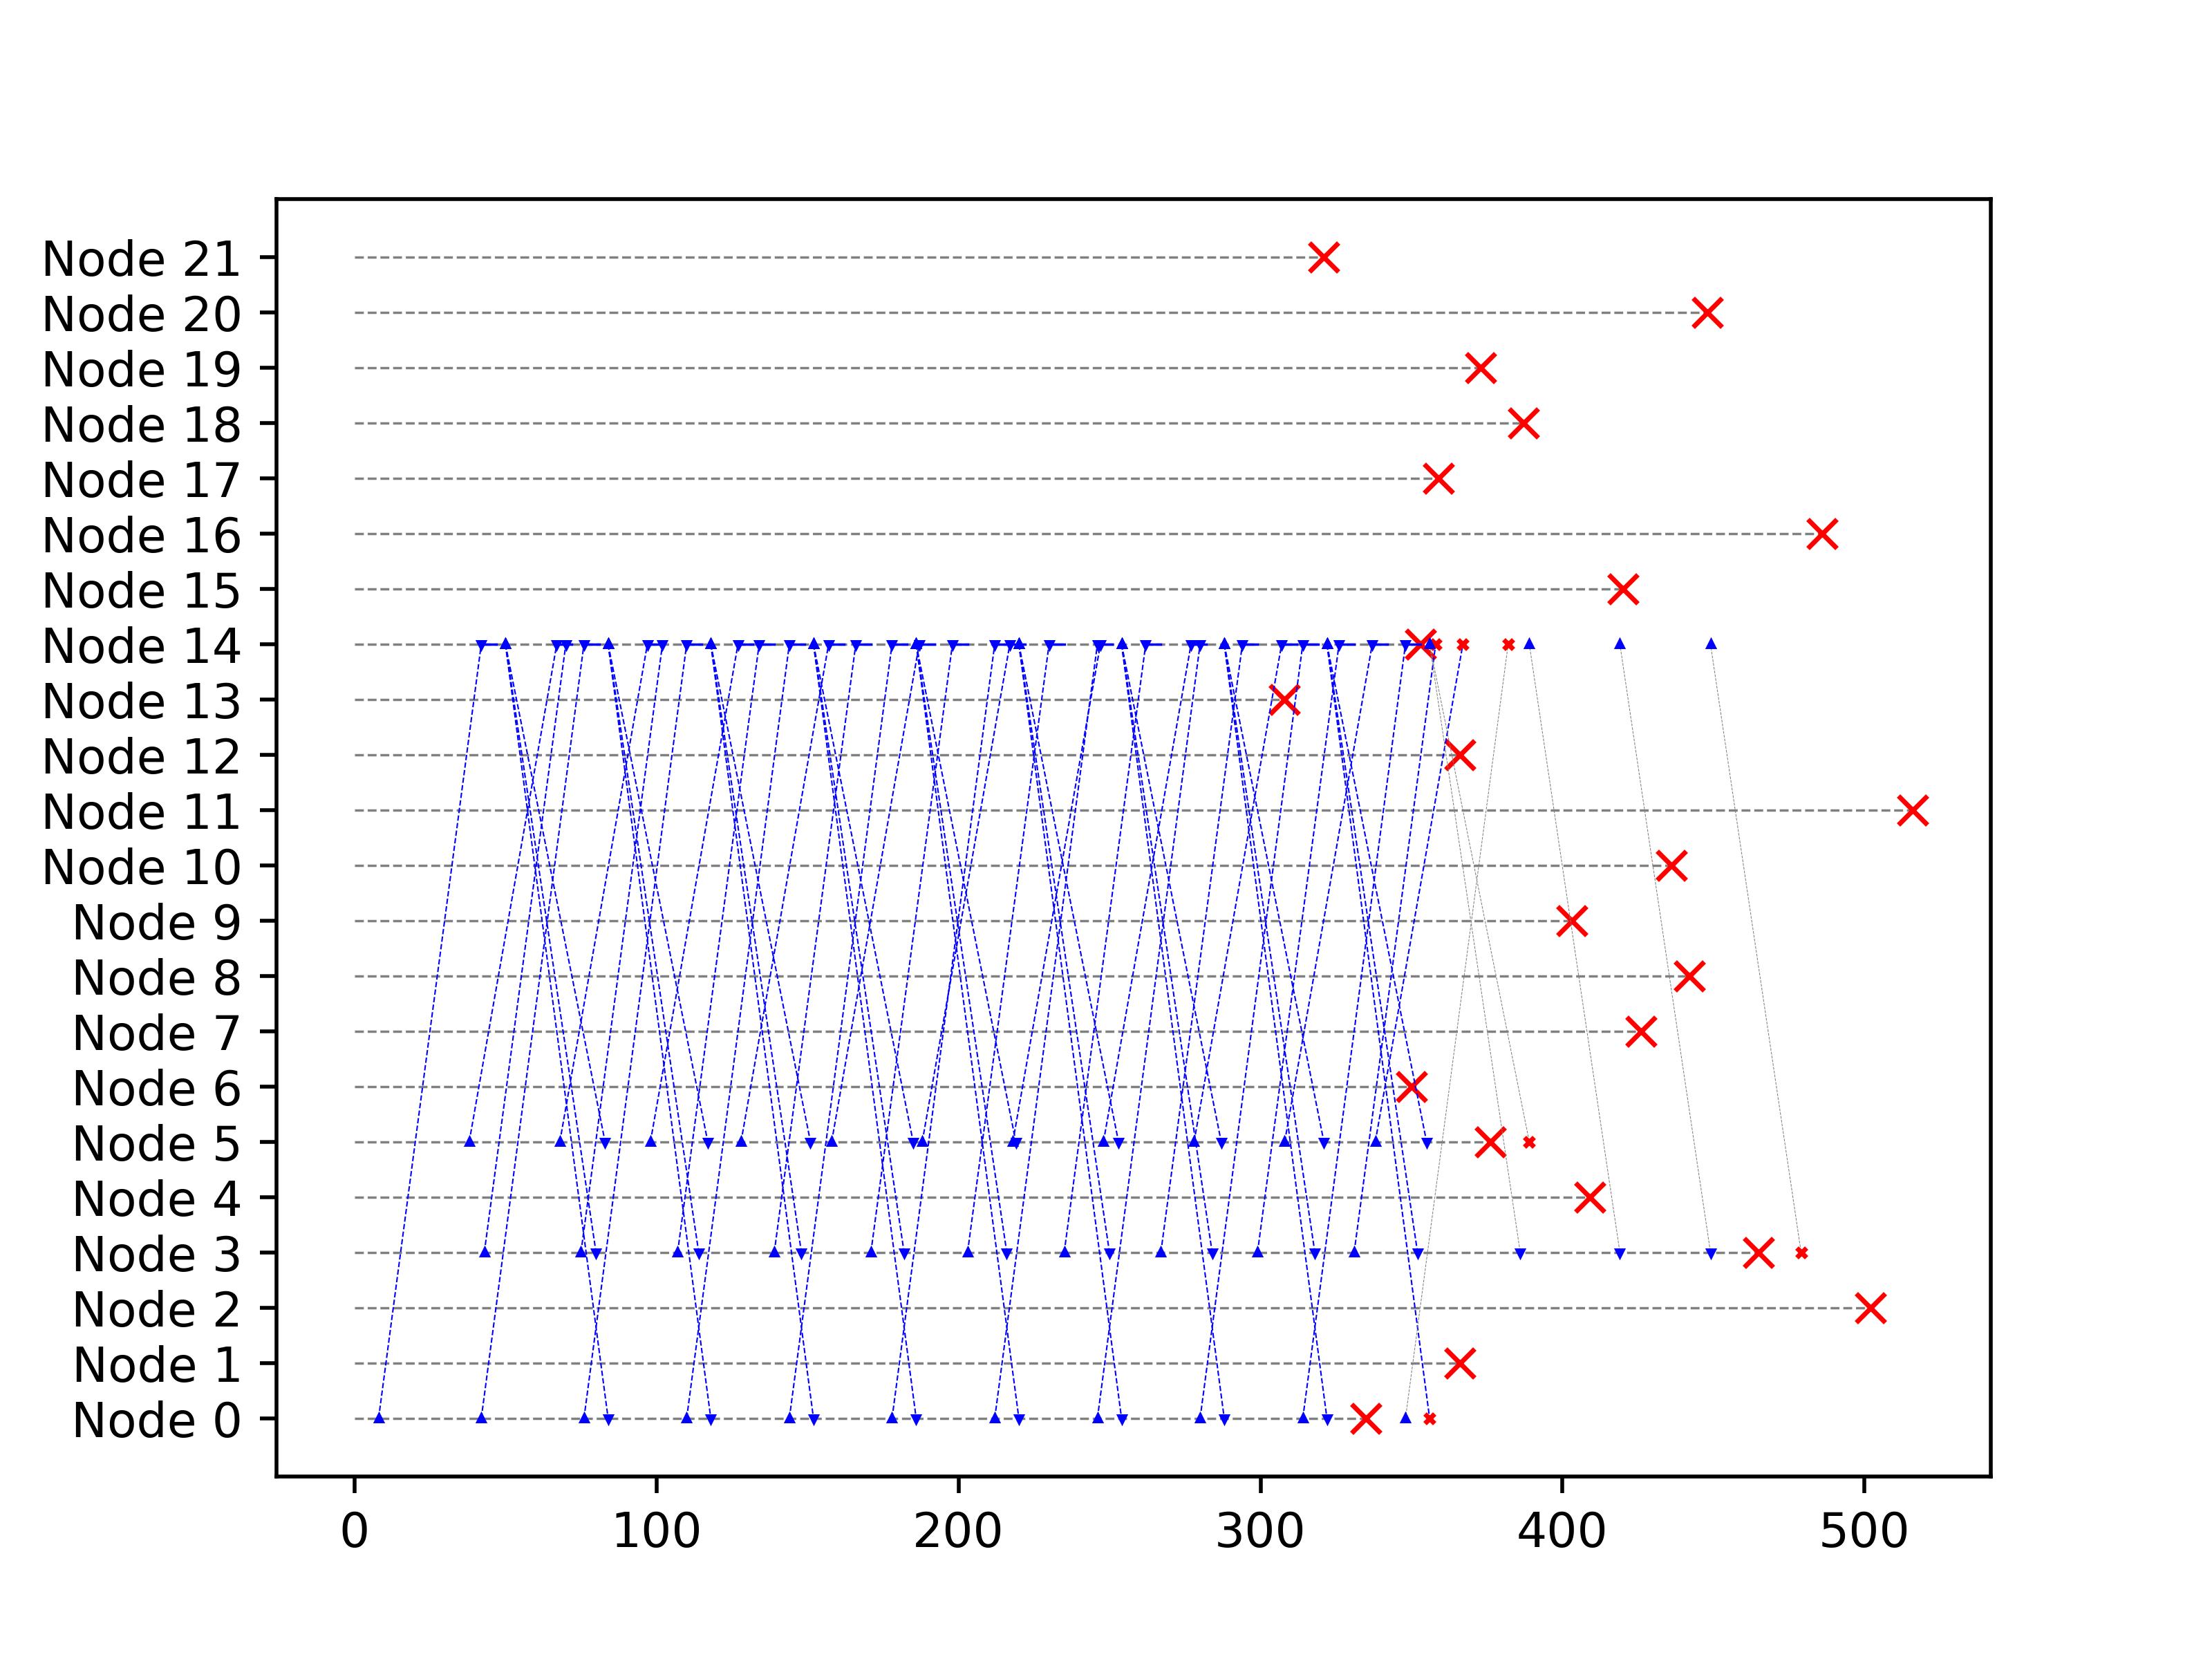 Node 21
Node 20
Node 19
Node 18
Node 17
Node 16
Node 15
Node 14
Node 13
Node 12
Node 11
Node 10
Node 9
Node 8
Node 7
Node 6
Node 5
Node 4
Node 3
Node 2
Node 1
Node 0
0 100 200 300 400 500